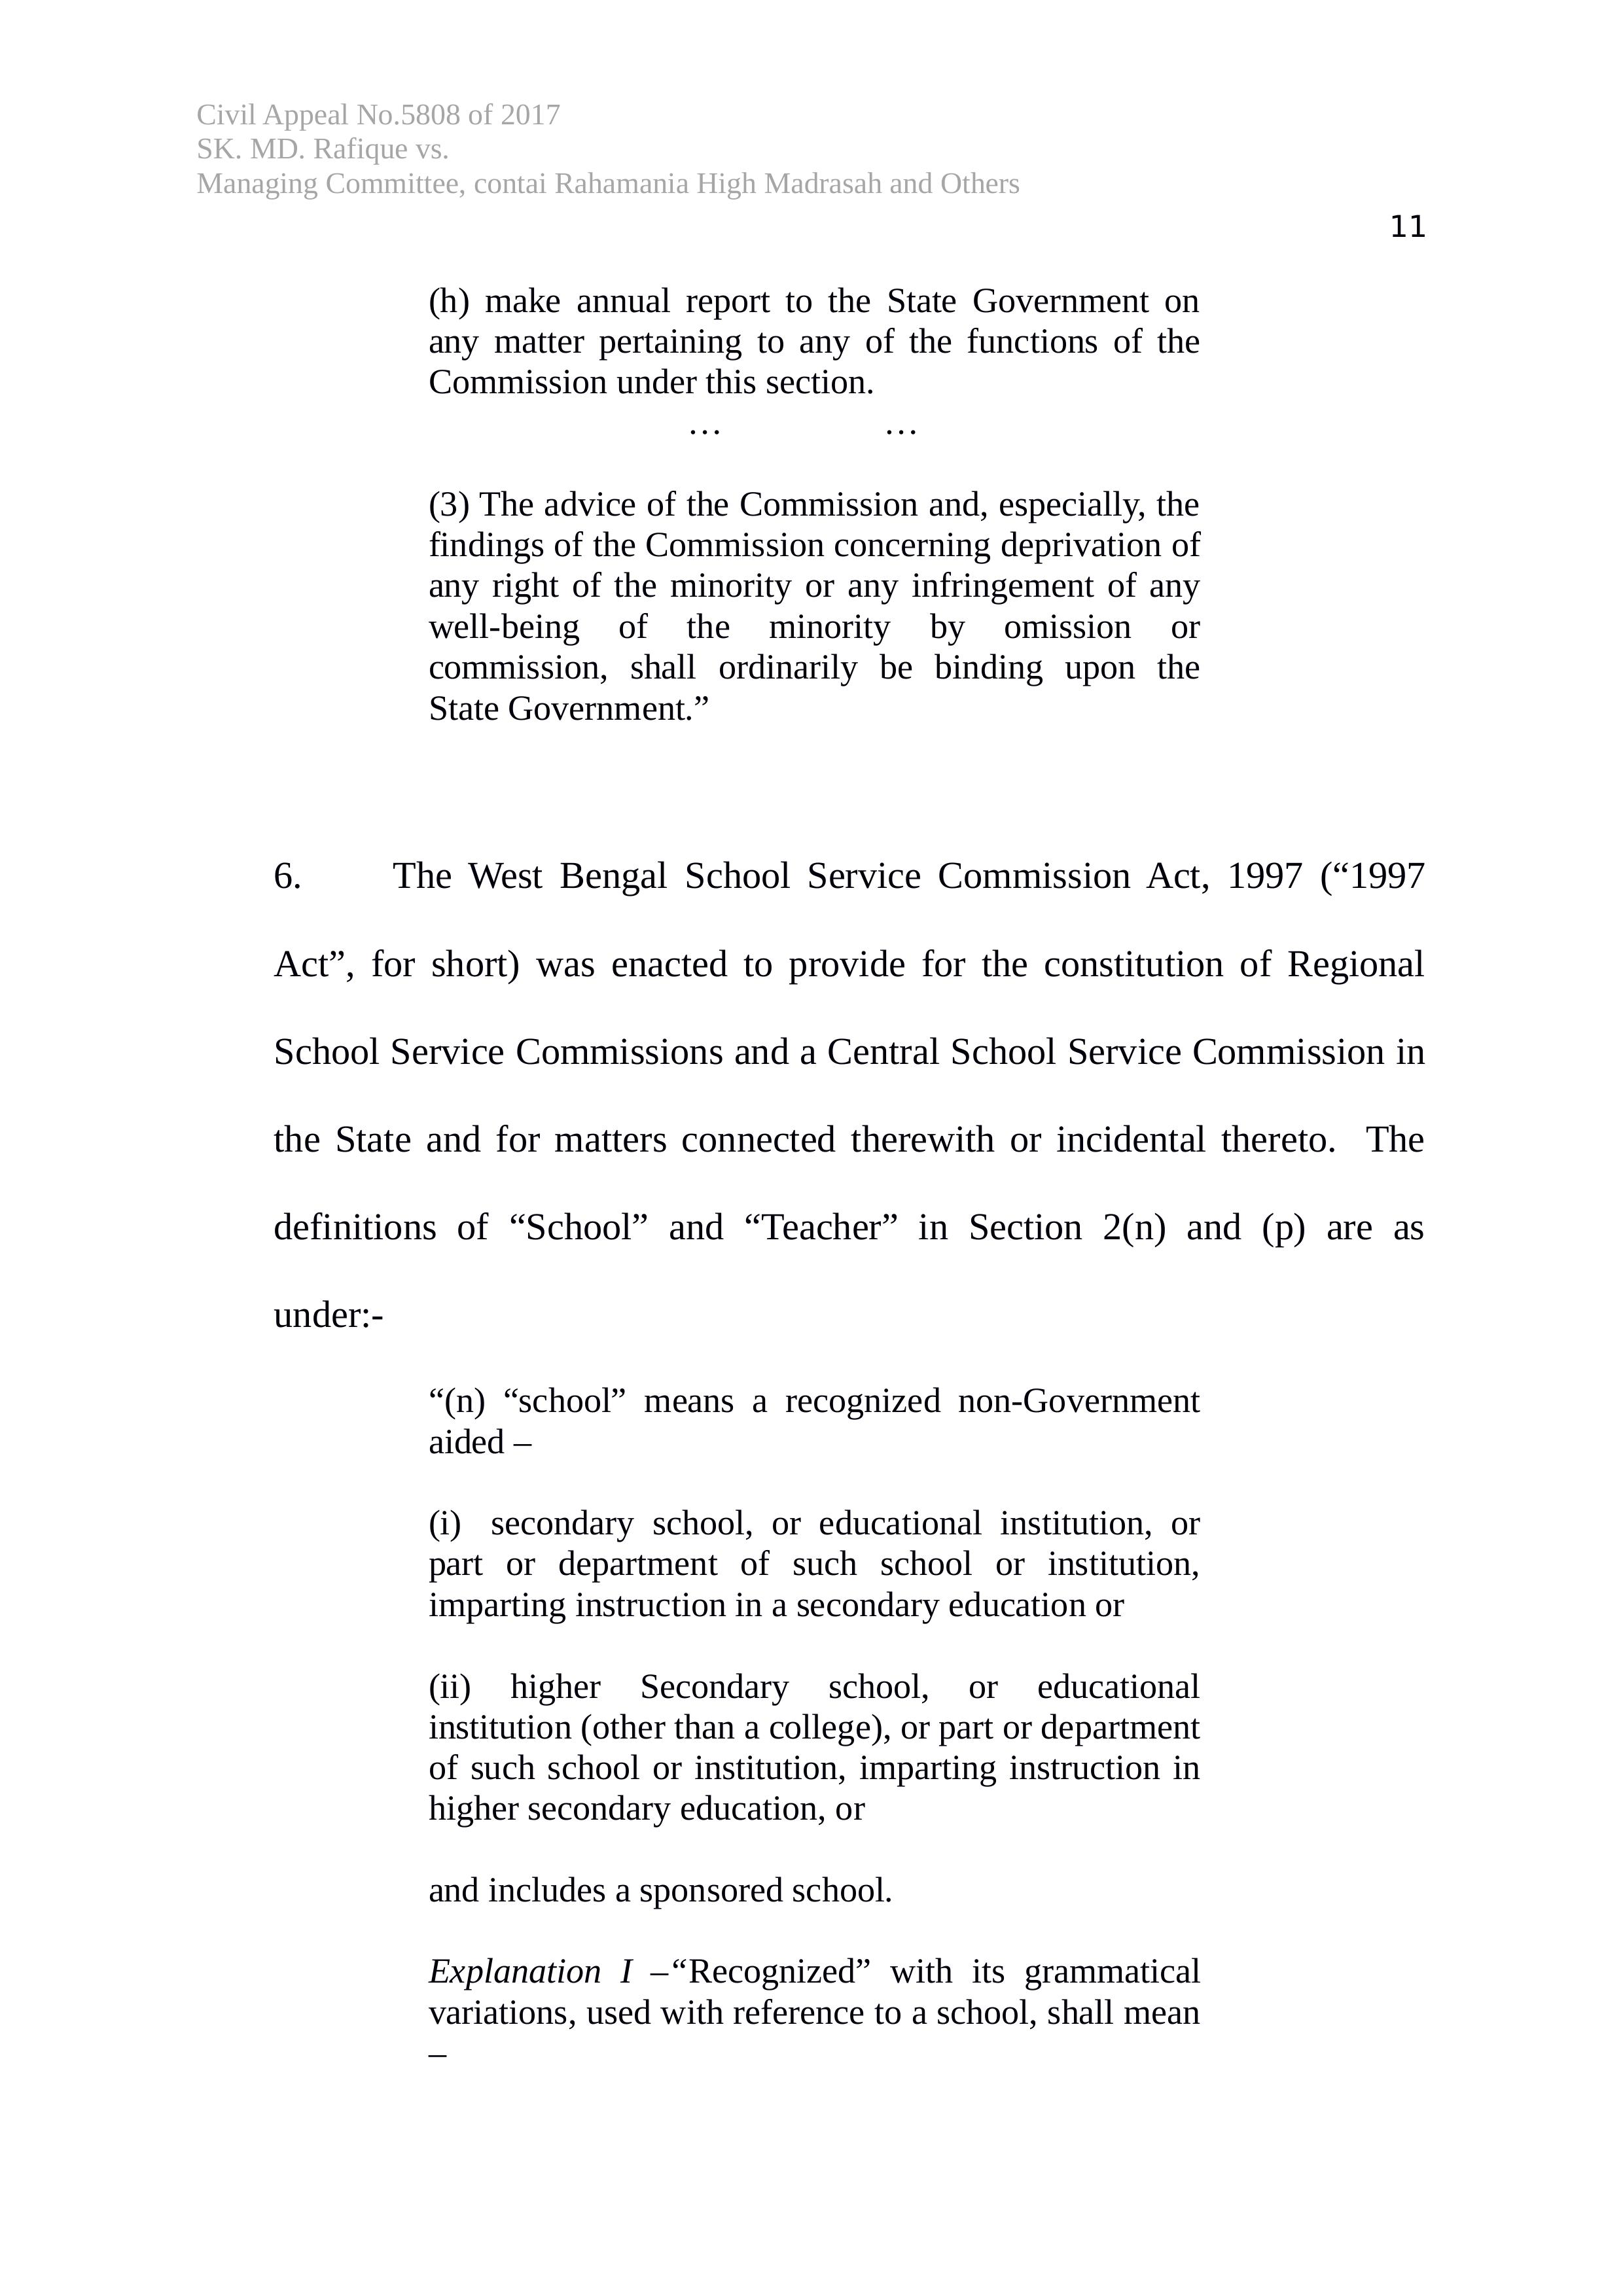 Civil Appeal No.5808 of 2017
SK. MD. Rafique vs.
Managing Committee, contai Rahamania High Madrasah and Others
11
(h) make annual report to the State Government on
any matter pertaining to any of the functions of the
Commission under this section.
… …
(3) The advice of the Commission and, especially, the
findings of the Commission concerning deprivation of
any right of the minority or any infringement of any
well-being of the minority by omission or
commission, shall ordinarily be binding upon the
State Government.”
6. The West Bengal School Service Commission Act, 1997 (“1997
Act”, for short) was enacted to provide for the constitution of Regional
School Service Commissions and a Central School Service Commission in
the State and for matters connected therewith or incidental thereto. The
definitions of “School” and “Teacher” in Section 2(n) and (p) are as
under:-
“(n) “school” means a recognized non-Government
aided –
(i) secondary school, or educational institution, or
part or department of such school or institution,
imparting instruction in a secondary education or
(ii) higher Secondary school, or educational
institution (other than a college), or part or department
of such school or institution, imparting instruction in
higher secondary education, or
and includes a sponsored school.
Explanation I –“Recognized” with its grammatical
variations, used with reference to a school, shall mean
–